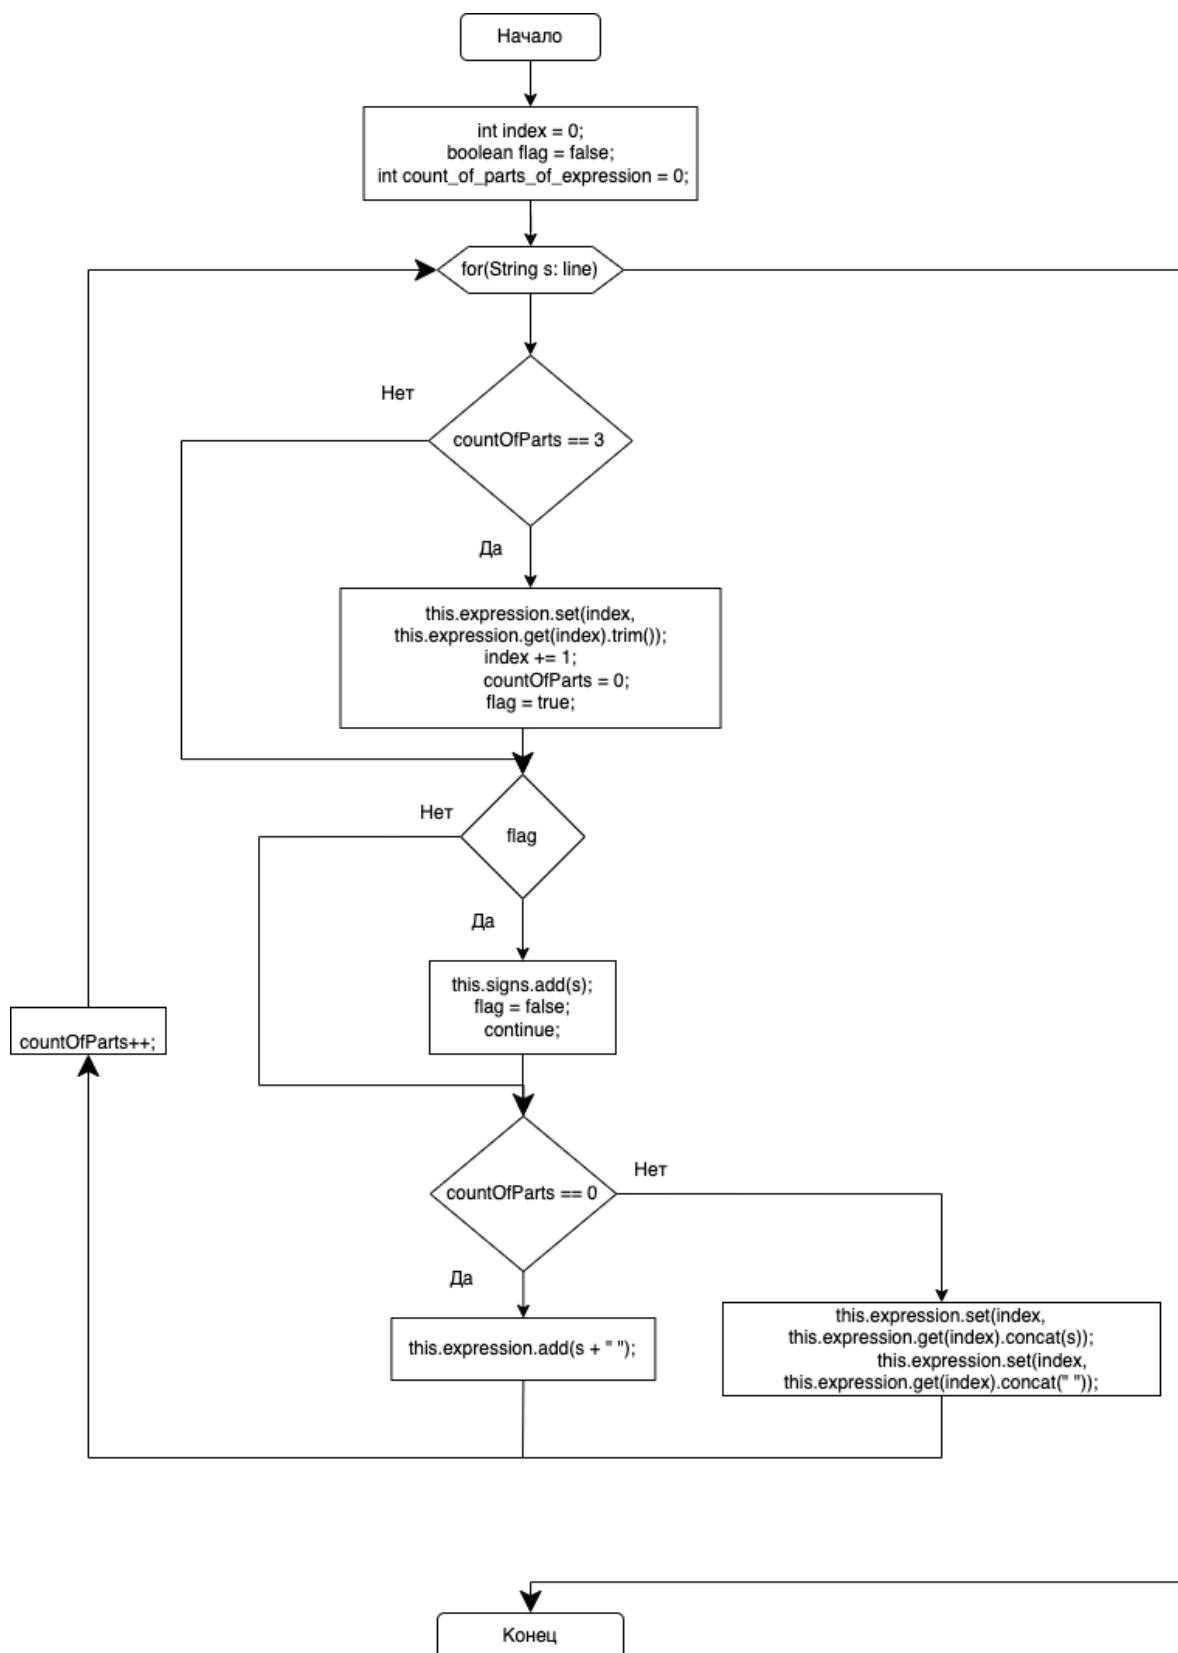 Начало
int index = 0;
boolean flag = false;
int count_of_parts_of_expression = 0;
for(String s: line)
Нет
countOfParts == 3
Да
this.expression.set(index,
this.expression.get(index).trim());
index += 1;
countOfParts = 0;
flag = true;
Нет
flag
Да
this.signs.add(s);
flag = false;
continue;
countOfParts++;
Нет
countOfParts == 0
Да
this.expression.add(s + " ");
this.expression.set(index,
this.expression.get(index).concat(s));
this.expression.set(index,
this.expression.get(index).concat(" "));
Конец